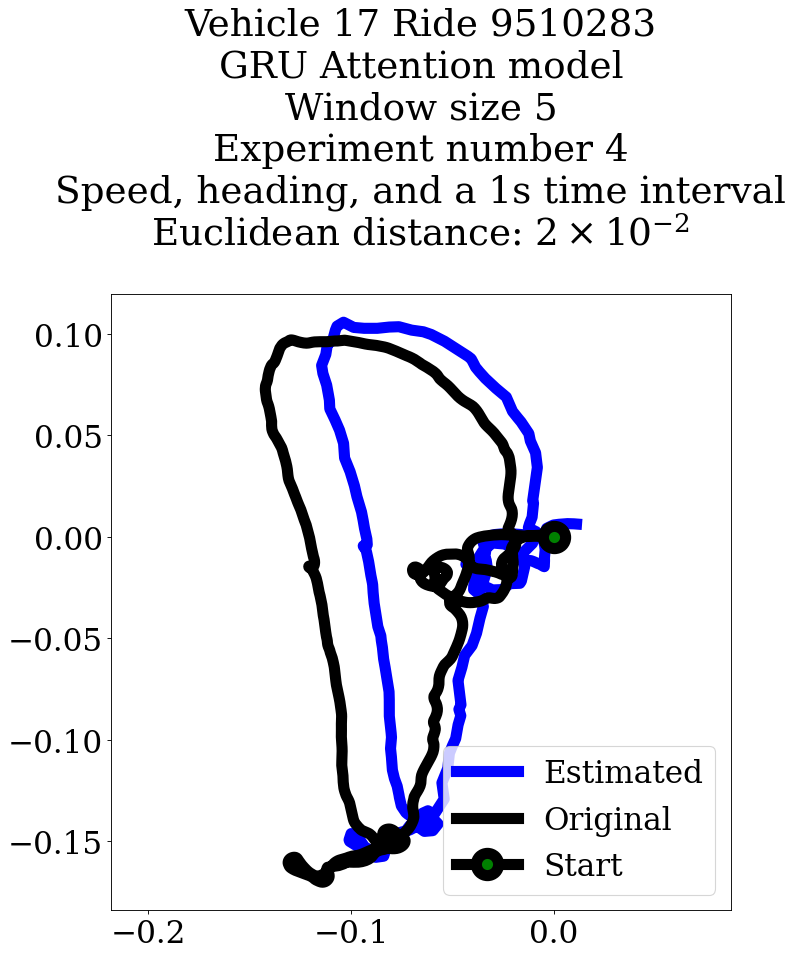 Vehicle 17 Ride 9510283
GRU Attention model
Window size 5
Experiment number 4
Speed, heading, and a 1s time interval
Euclidean distance: 2 × 10⁻²
0.10
0.05
0.00
−0.05
−0.10
−0.15
Estimated
Original
Start
−0.2
−0.1
0.0